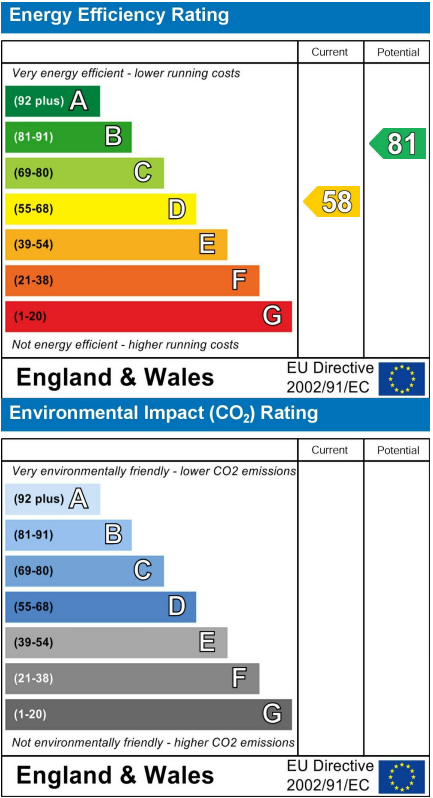 Energy Efficiency Rating
Current Potential
Very energy efficient - lower running costs
(92 plus) A
(81-91) B
81
(69-80) C
(55-68) D
58
(39-54) E
(21-38) F
(1-20) G
Not energy efficient - higher running costs
England & Wales
EU Directive
2002/91/EC
Environmental Impact (CO₂) Rating
Current Potential
Very environmentally friendly - lower CO2 emissions
(92 plus) A
(81-91) B
(69-80) C
(55-68) D
(39-54) E
(21-38) F
(1-20) G
Not environmentally friendly - higher CO2 emissions
England & Wales
EU Directive
2002/91/EC